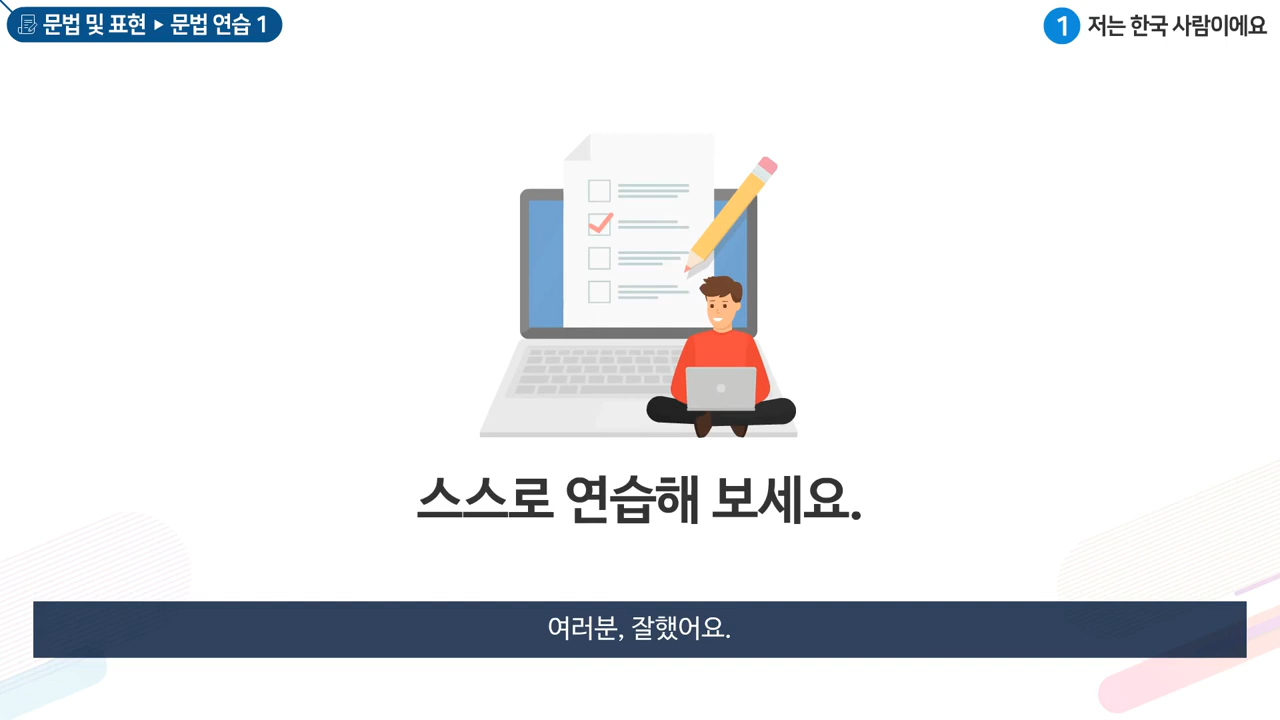 문법 및 표현 ▶ 문법 연습 1
1 저는 한국 사람이에요
스스로 연습해 보세요.
여러분, 잘했어요.